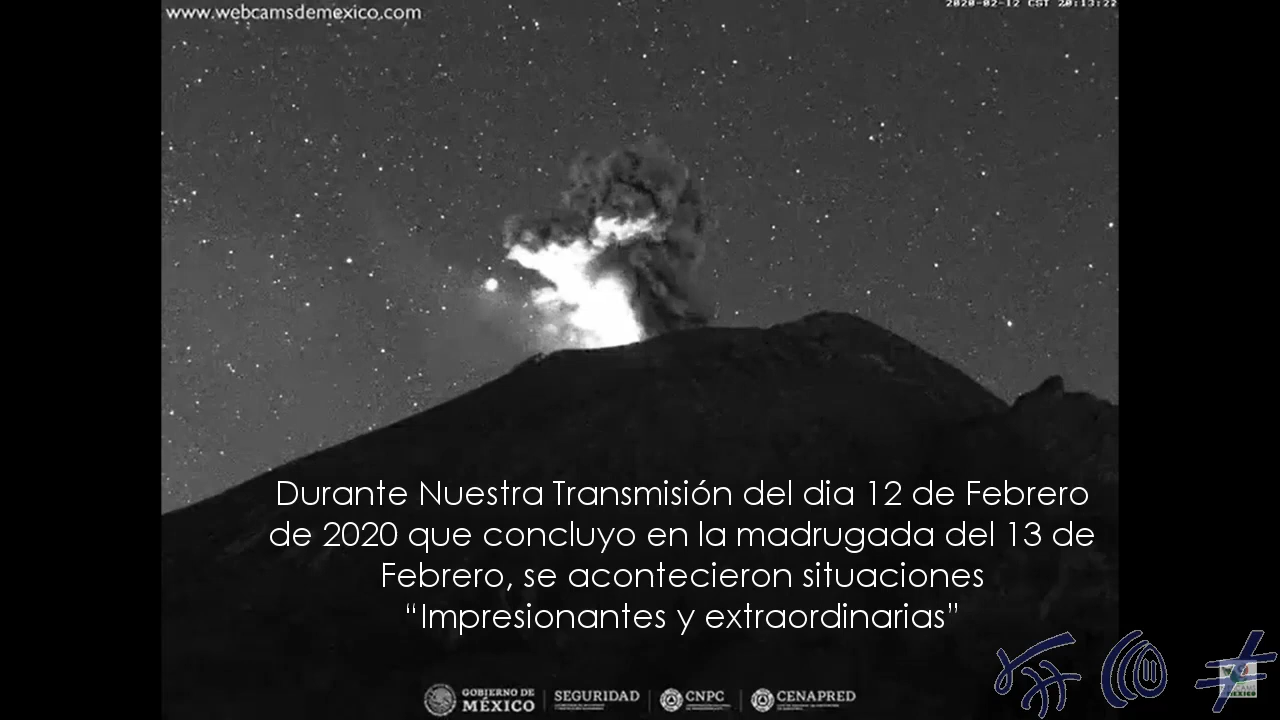 www.webcamsdemexico.com
2020-02-12 CST 20:13:22
Durante Nuestra Transmisión del dia 12 de Febrero
de 2020 que concluyo en la madrugada del 13 de
Febrero, se acontecieron situaciones
“Impresionantes y extraordinarias”
GOBIERNO DE
MÉXICO
SEGURIDAD
CNPC
CENAPRED
MEXICO